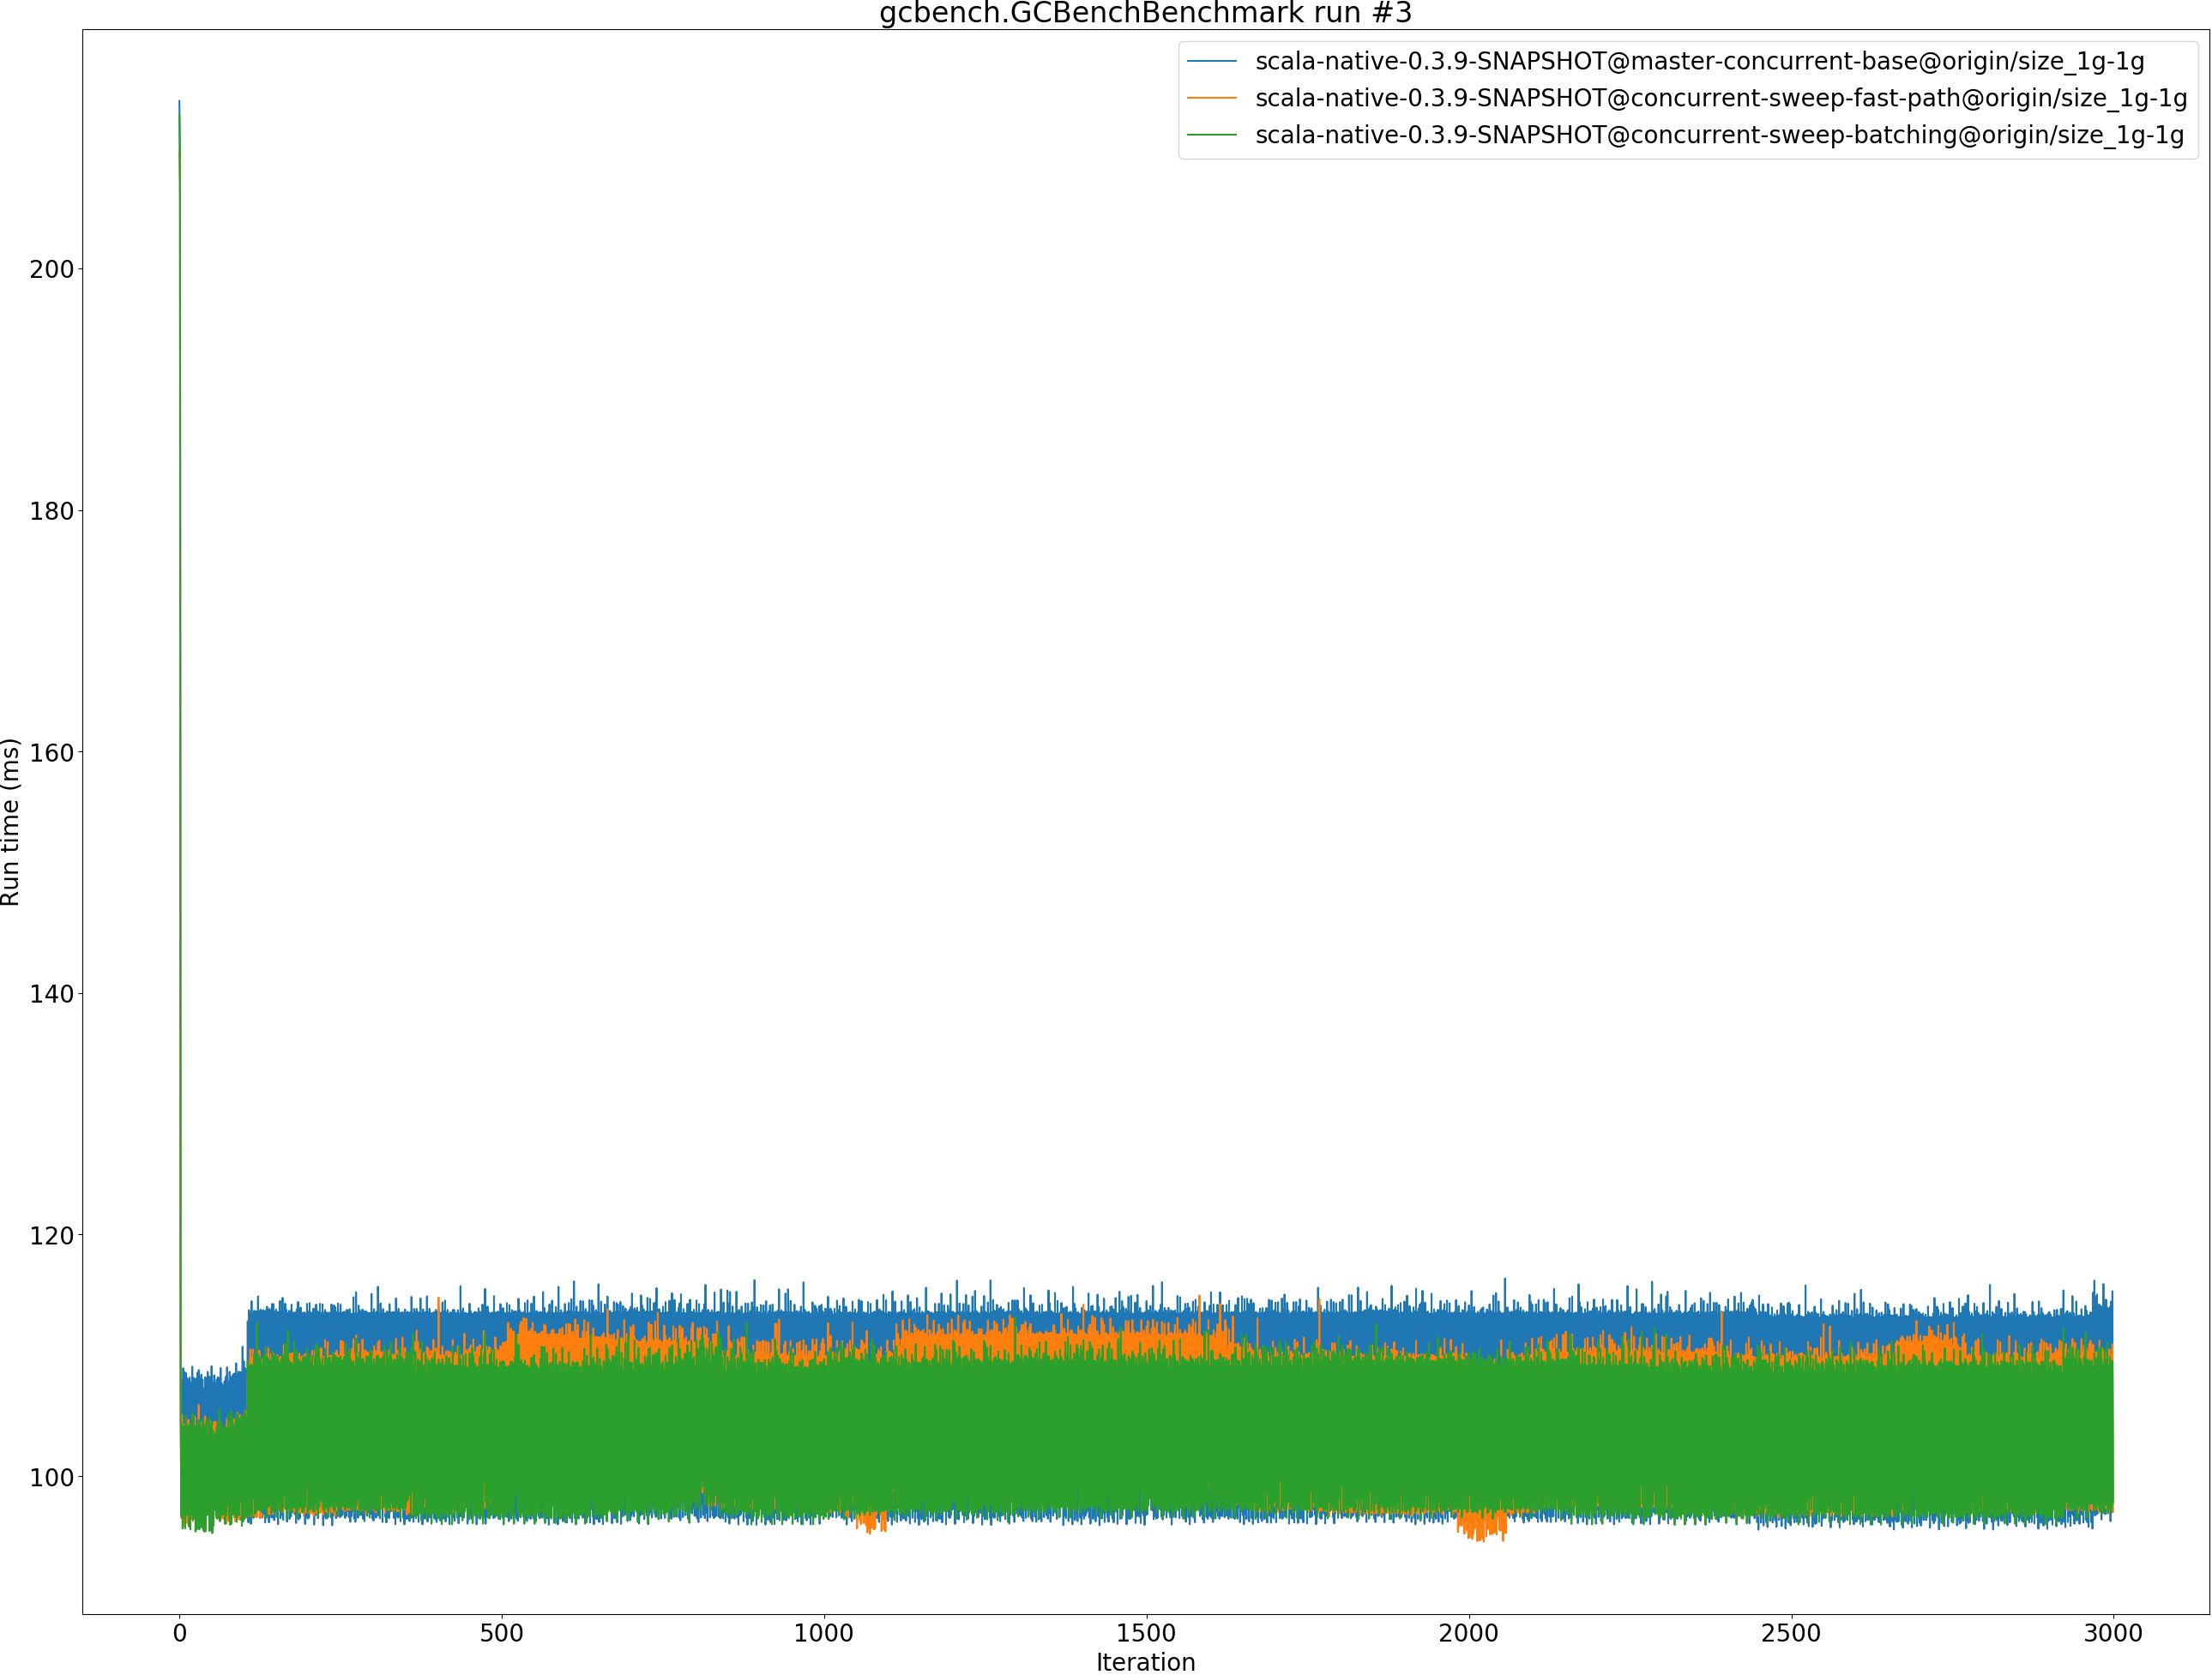 gcbench.GCBenchBenchmark run #3
scala-native-0.3.9-SNAPSHOT@master-concurrent-base@origin/size_1g-1g
scala-native-0.3.9-SNAPSHOT@concurrent-sweep-fast-path@origin/size_1g-1g
scala-native-0.3.9-SNAPSHOT@concurrent-sweep-batching@origin/size_1g-1g
Run time (ms)
200
180
160
140
120
100
0 500 1000 1500 2000 2500 3000
Iteration